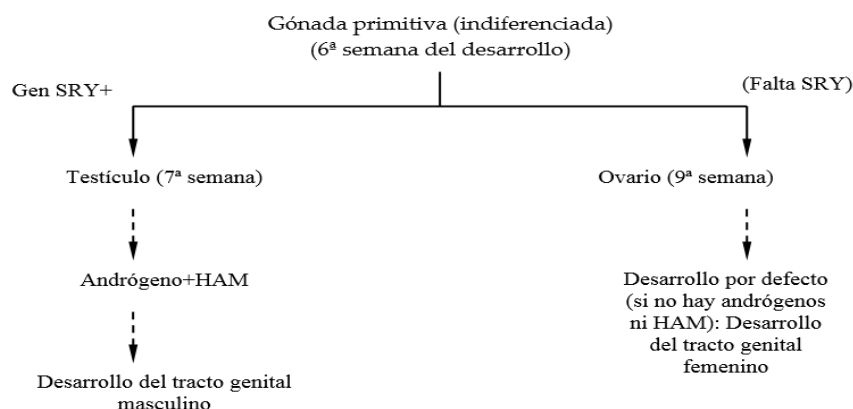 Gónada primitiva (indiferenciada)
(6ª semana del desarrollo)
Gen SRY+
(Falta SRY)
Testículo (7ª semana)
Ovario (9ª semana)
Andrógeno+HAM
Desarrollo por defecto
(si no hay andrógenos
ni HAM): Desarrollo
del tracto genital
femenino
Desarrollo del tracto genital
masculino